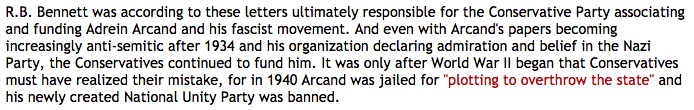 R.B. Bennett was according to these letters ultimately responsible for the Conservative Party associating
and funding Adrein Arcand and his fascist movement. And even with Arcand's papers becoming
increasingly anti-semitic after 1934 and his organization declaring admiration and belief in the Nazi
Party, the Conservatives continued to fund him. It was only after World War II began that Conservatives
must have realized their mistake, for in 1940 Arcand was jailed for "plotting to overthrow the state" and
his newly created National Unity Party was banned.